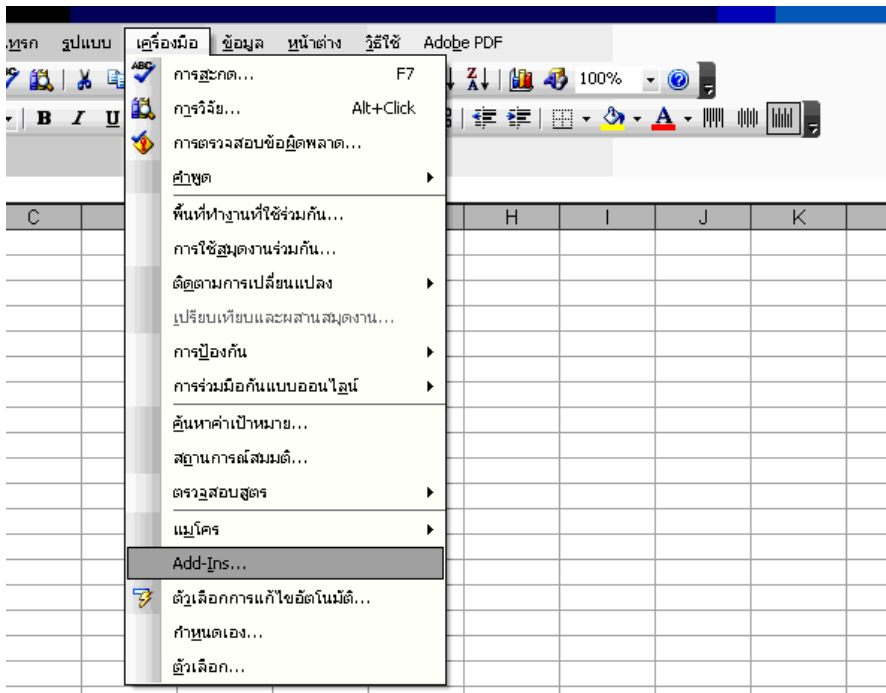 แทรก รูปแบบ เครื่องมือ ข้อมูล หน้าต่าง วิธีใช้ Adobe PDF
100%
B I U A
C H I J K
การสะกด... F7
การวิจัย... Alt+Click
การตรวจสอบข้อผิดพลาด...
คำพูด
พื้นที่ทำงานที่ใช้ร่วมกัน...
การใช้สมุดงานร่วมกัน...
ติดตามการเปลี่ยนแปลง
เปรียบเทียบและผสานสมุดงาน...
การป้องกัน
การร่วมมือกันแบบออนไลน์
ค้นหาค่าเป้าหมาย...
สถานการณ์สมมติ...
ตรวจสอบสูตร
แมโคร
Add-Ins...
ตัวเลือกการแก้ไขอัตโนมัติ...
กำหนดเอง...
ตัวเลือก...